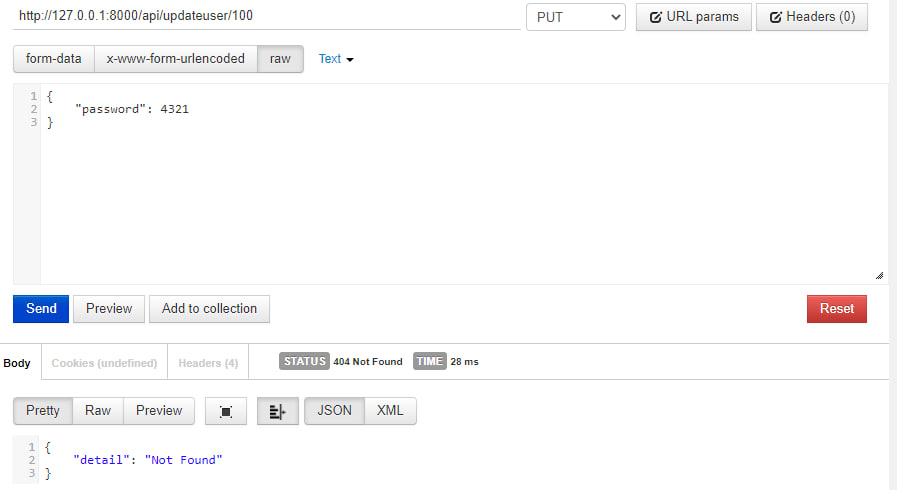 http://127.0.0.1:8000/api/updateuser/100 PUT URL params Headers (0)
form-data x-www-form-urlencoded raw Text
1 {
2 "password": 4321
3 }
Send Preview Add to collection Reset
Body Cookies (undefined) Headers (4) STATUS 404 Not Found TIME 28 ms
Pretty Raw Preview JSON XML
1 {
2 "detail": "Not Found"
3 }